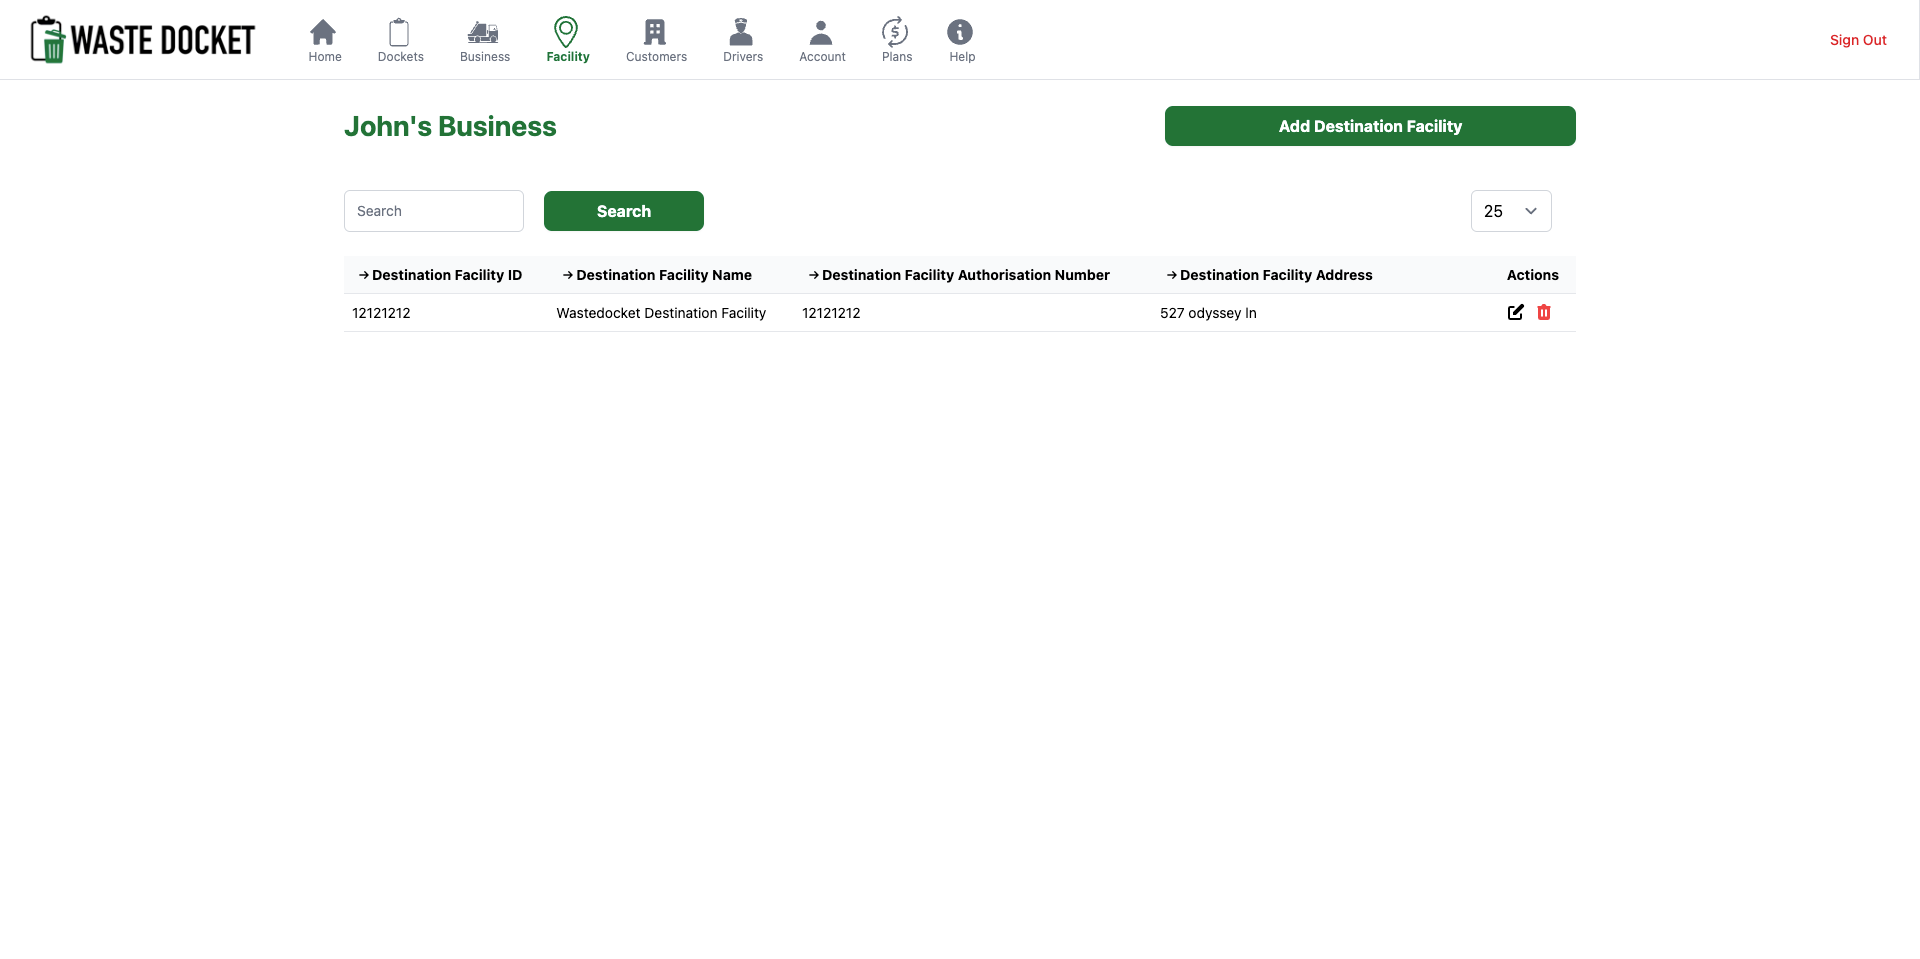 WASTE DOCKET
Home Dockets Business Facility Customers Drivers Account Plans Help
Sign Out
John's Business
Add Destination Facility
Search Search 25
Destination Facility ID Destination Facility Name Destination Facility Authorisation Number Destination Facility Address Actions
12121212 Wastedocket Destination Facility 12121212 527 odyssey ln